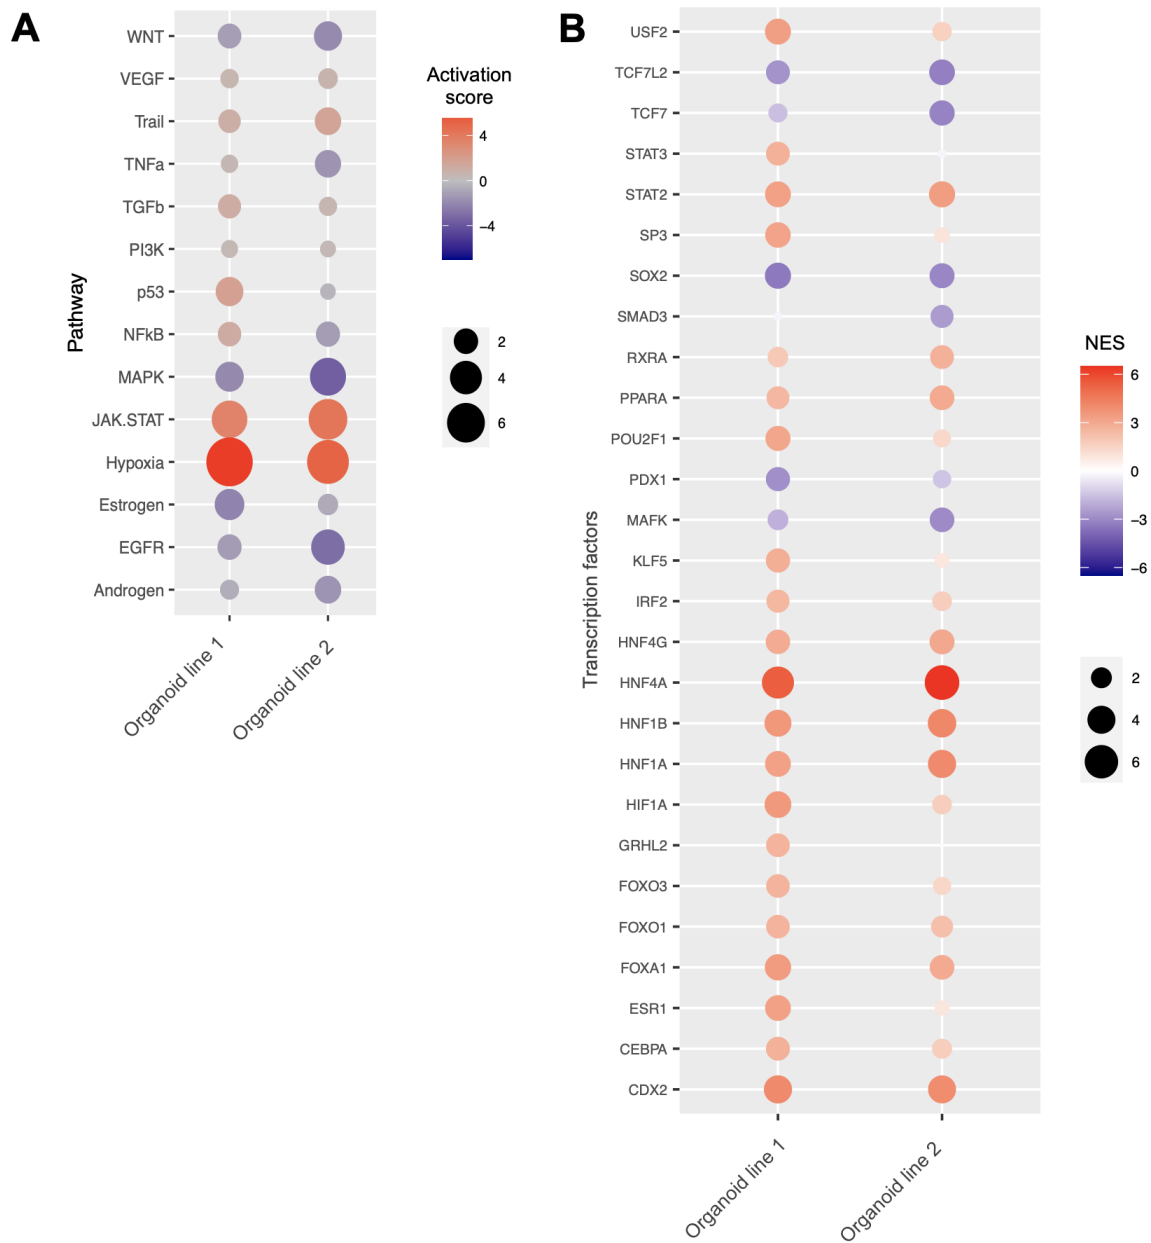 A
WNT
VEGF
Trail
TNFa
TGFb
PI3K
p53
NFkB
MAPK
JAK.STAT
Hypoxia
Estrogen
EGFR
Androgen
Pathway
Organoid line 1
Organoid line 2
Activation
score
4
0
−4
2
4
6
B
USF2
TCF7L2
TCF7
STAT3
STAT2
SP3
SOX2
SMAD3
RXRA
PPARA
POU2F1
PDX1
MAFK
KLF5
IRF2
HNF4G
HNF4A
HNF1B
HNF1A
HIF1A
GRHL2
FOXO3
FOXO1
FOXA1
ESR1
CEBPA
CDX2
Transcription factors
Organoid line 1
Organoid line 2
NES
6
3
0
−3
−6
2
4
6